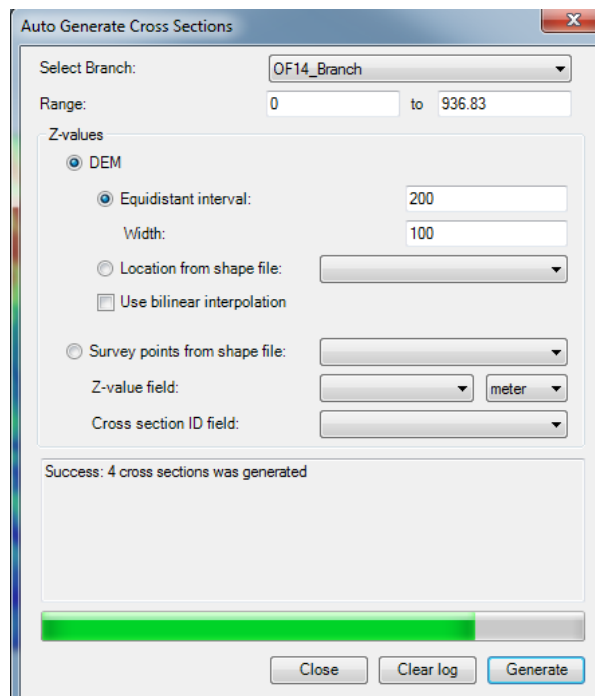 Auto Generate Cross Sections
Select Branch: OF14_Branch
Range: 0 to 936.83
Z-values
DEM
Equidistant interval: 200
Width: 100
Location from shape file:
Use bilinear interpolation
Survey points from shape file:
Z-value field: meter
Cross section ID field:
Success: 4 cross sections was generated
Close Clear log Generate